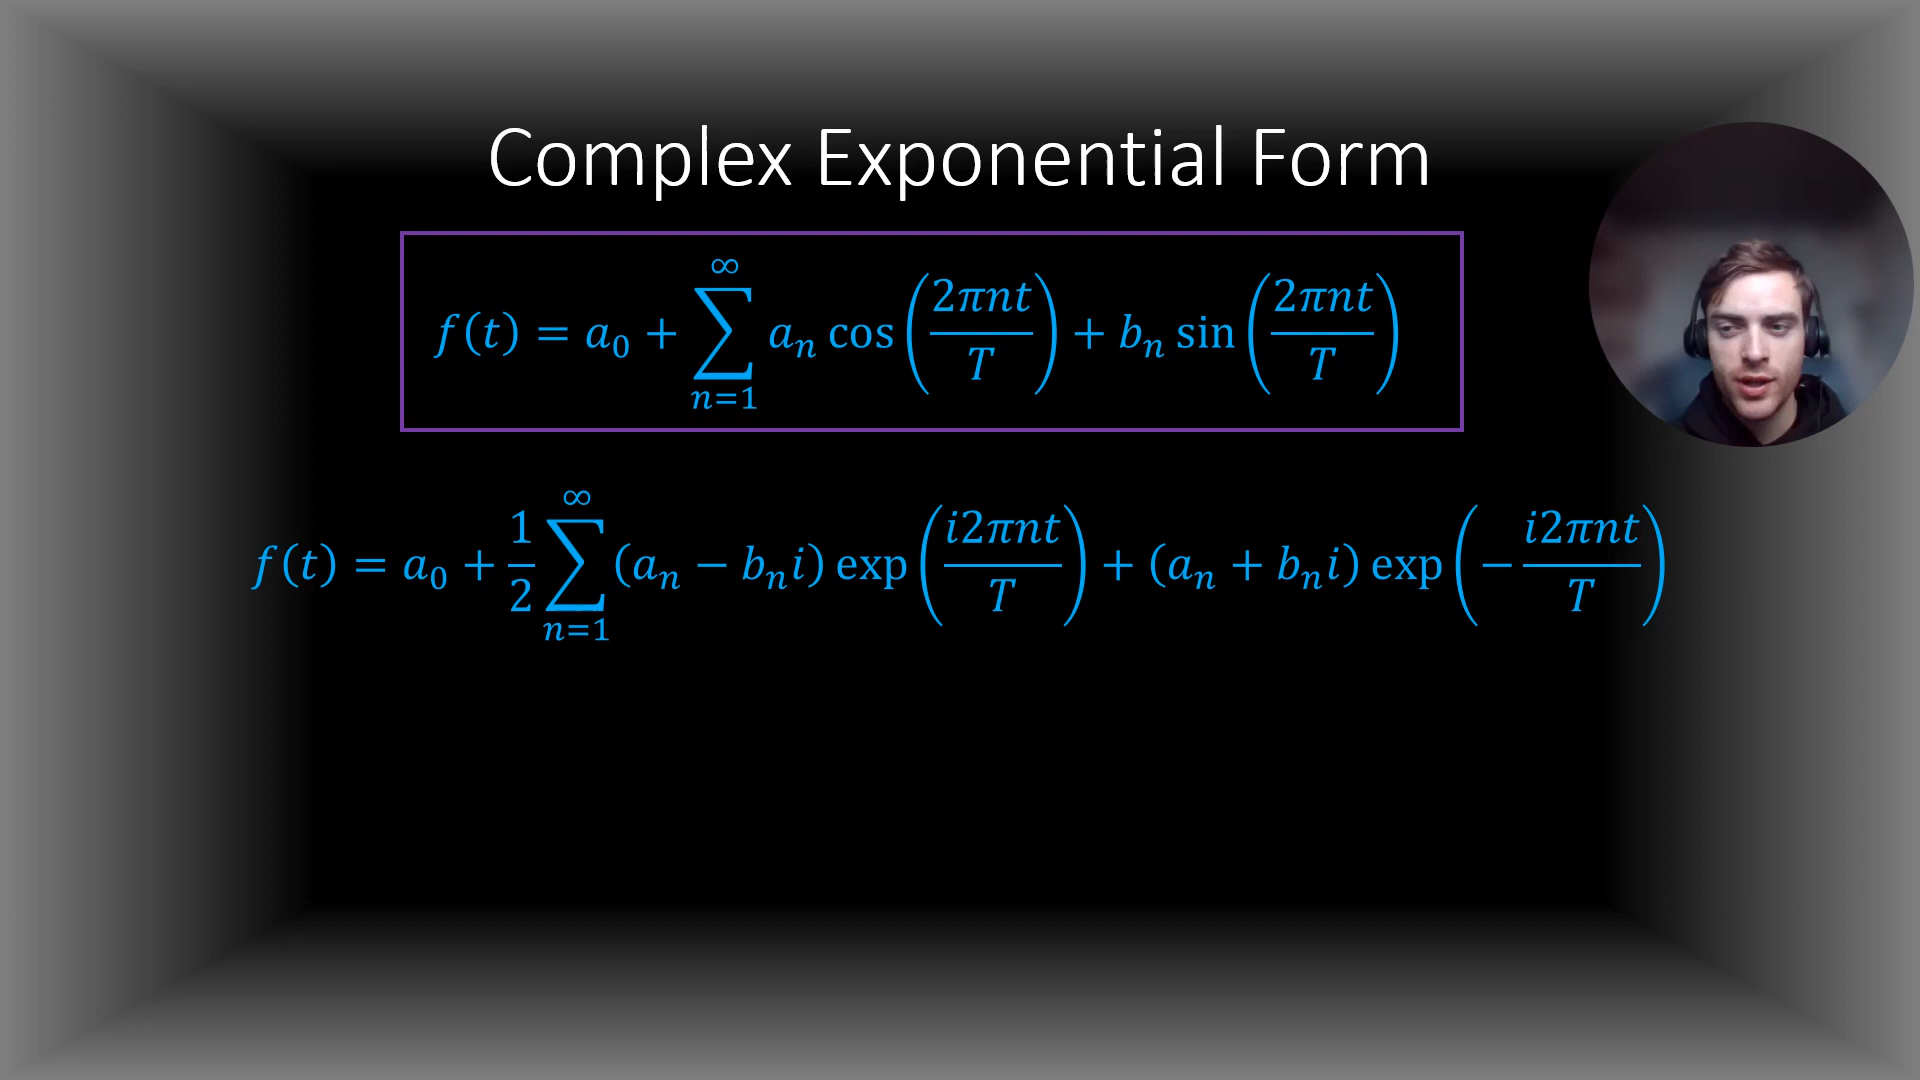 Complex Exponential Form
f(t) = a₀ + ∑_{n=1}^{∞} aₙ cos(2πnt/T) + bₙ sin(2πnt/T)
f(t) = a₀ + 1/2 ∑_{n=1}^{∞} (aₙ − bₙi) exp(i2πnt/T) + (aₙ + bₙi) exp(−i2πnt/T)